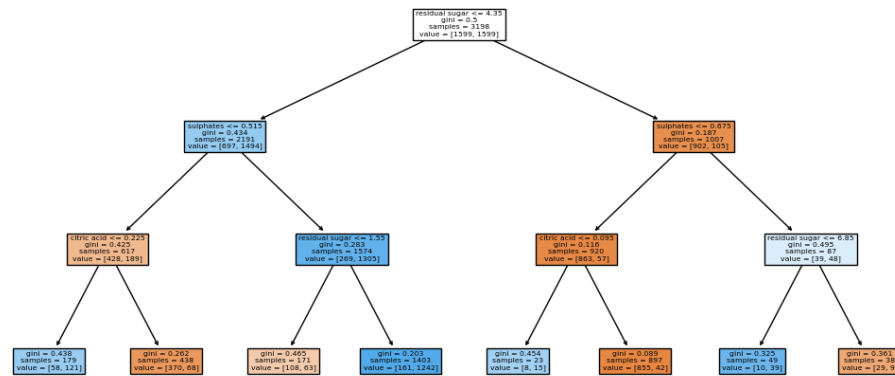 residual sugar <= 4.35
gini = 0.5
samples = 3198
value = [1599, 1599]
sulphates <= 0.515
gini = 0.434
samples = 2191
value = [697, 1494]
sulphates <= 0.675
gini = 0.187
samples = 1007
value = [902, 105]
citric acid <= 0.225
gini = 0.425
samples = 617
value = [428, 189]
residual sugar <= 1.55
gini = 0.283
samples = 1574
value = [269, 1305]
citric acid <= 0.095
gini = 0.116
samples = 920
value = [863, 57]
residual sugar <= 6.85
gini = 0.495
samples = 87
value = [39, 48]
gini = 0.438
samples = 179
value = [58, 121]
gini = 0.262
samples = 438
value = [370, 68]
gini = 0.465
samples = 171
value = [108, 63]
gini = 0.203
samples = 1403
value = [161, 1242]
gini = 0.454
samples = 23
value = [8, 15]
gini = 0.089
samples = 897
value = [855, 42]
gini = 0.325
samples = 49
value = [10, 39]
gini = 0.361
samples = 38
value = [29,